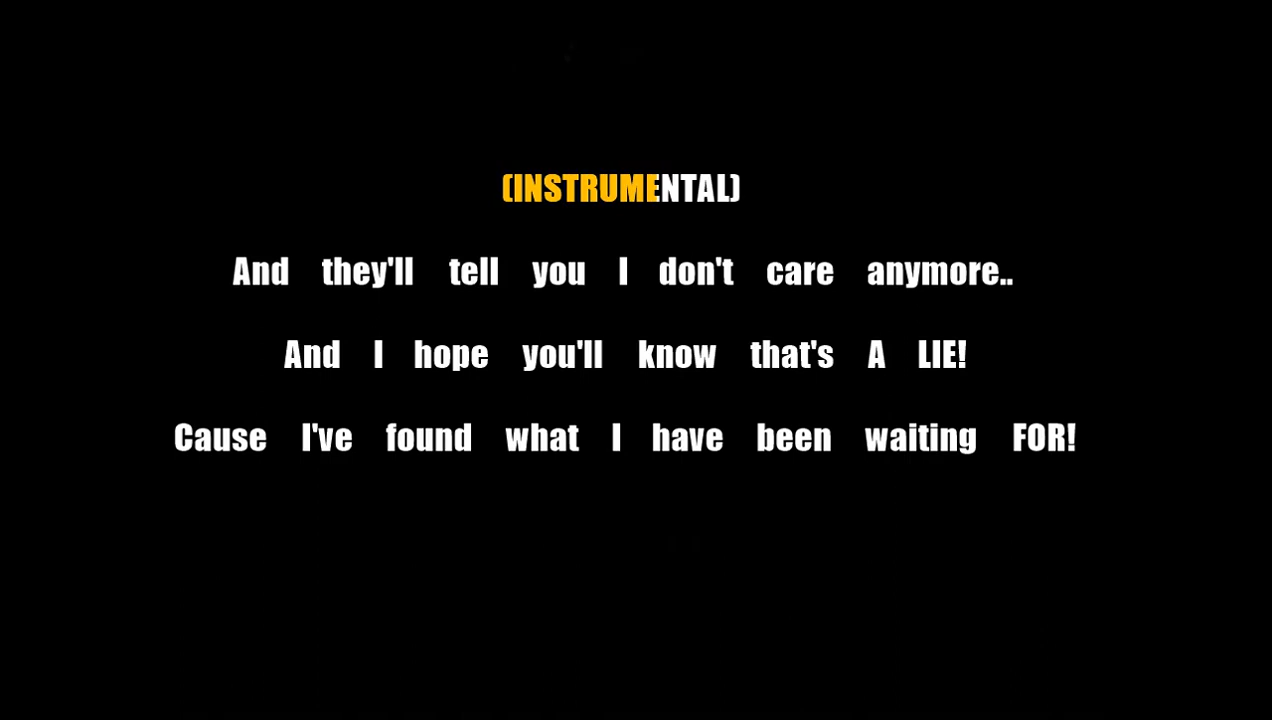 (INSTRUMENTAL)
And they'll tell you I don't care anymore..
And I hope you'll know that's A LIE!
Cause I've found what I have been waiting FOR!